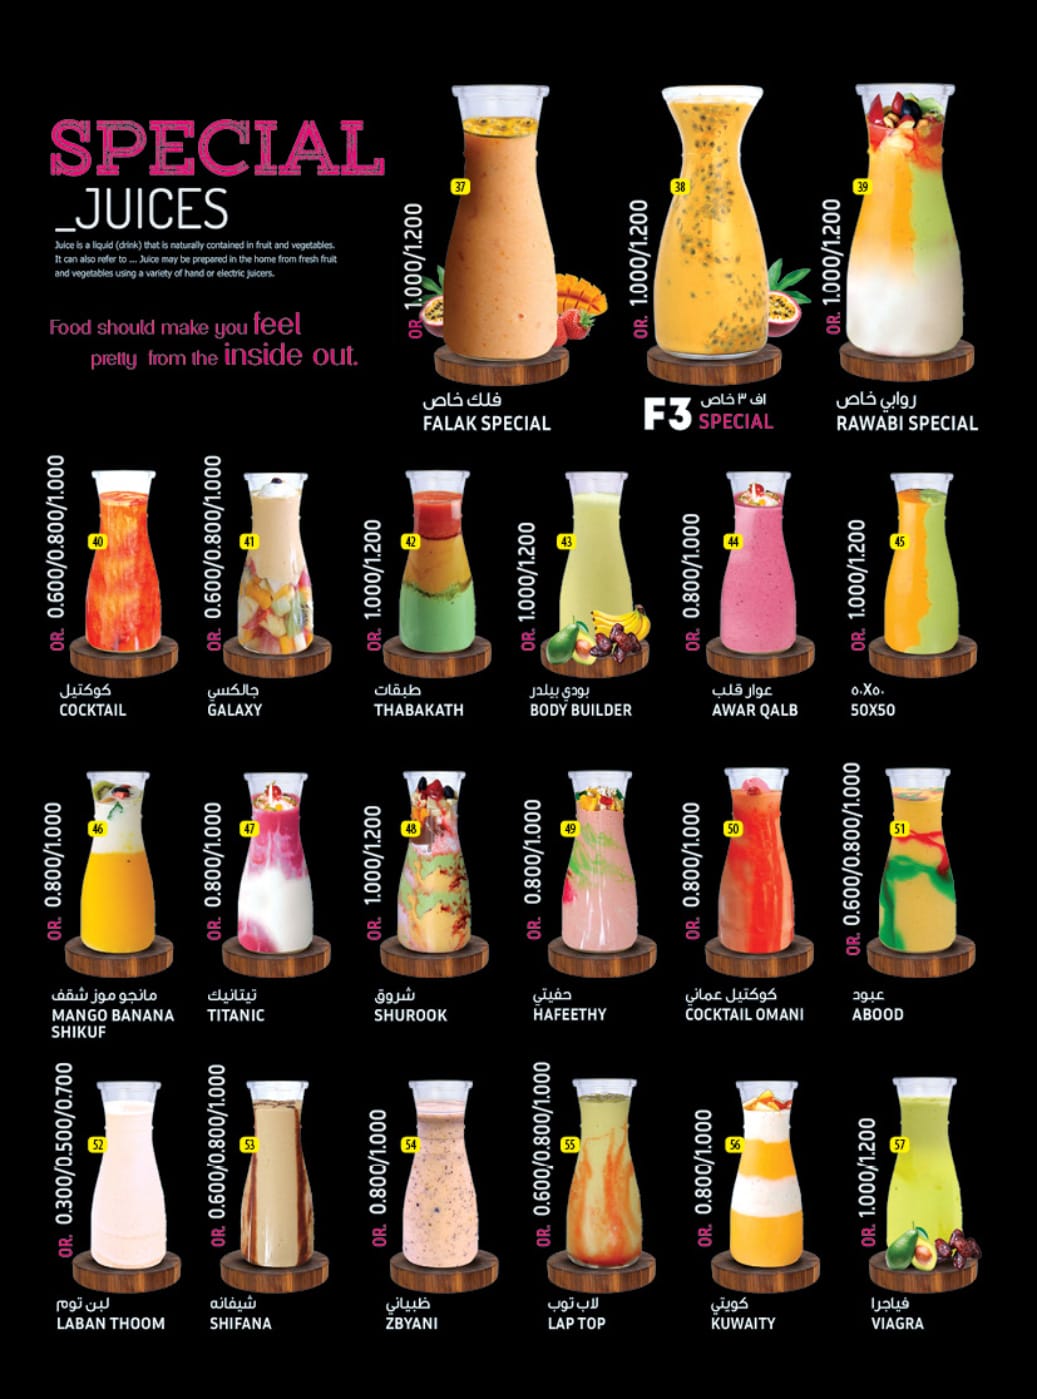 SPECIAL
_JUICES
Juice is a liquid (drink) that is naturally contained in fruit and vegetables.
It can also refer to ... Juice may be prepared in the home from fresh fruit
and vegetables using a variety of hand or electric juicers.
Food should make you feel
pretty from the inside out.
37
OR. 1.000/1.200
فلك خاص
FALAK SPECIAL
38
OR. 1.000/1.200
اف ٣ خاص
F3 SPECIAL
39
OR. 1.000/1.200
روابي خاص
RAWABI SPECIAL
40
OR. 0.600/0.800/1.000
كوكتيل
COCKTAIL
41
OR. 0.600/0.800/1.000
جالكسي
GALAXY
42
OR. 1.000/1.200
طبقات
THABAKATH
43
OR. 1.000/1.200
بودي بيلدر
BODY BUILDER
44
OR. 0.800/1.000
عوار قلب
AWAR QALB
45
OR. 1.000/1.200
٥٠X٥٠
50X50
46
OR. 0.800/1.000
مانجو موز شقف
MANGO BANANA
SHIKUF
47
OR. 0.800/1.000
تيتانيك
TITANIC
48
OR. 1.000/1.200
شروق
SHUROOK
49
OR. 0.800/1.000
حفيتي
HAFEETHY
50
OR. 0.800/1.000
كوكتيل عماني
COCKTAIL OMANI
51
OR. 0.600/0.800/1.000
عبود
ABOOD
52
OR. 0.300/0.500/0.700
لبن توم
LABAN THOOM
53
OR. 0.600/0.800/1.000
شيفانه
SHIFANA
54
OR. 0.800/1.000
ظبياني
ZBYANI
55
OR. 0.600/0.800/1.000
لاب توب
LAP TOP
56
OR. 0.800/1.000
كويتي
KUWAITY
57
OR. 1.000/1.200
فياجرا
VIAGRA